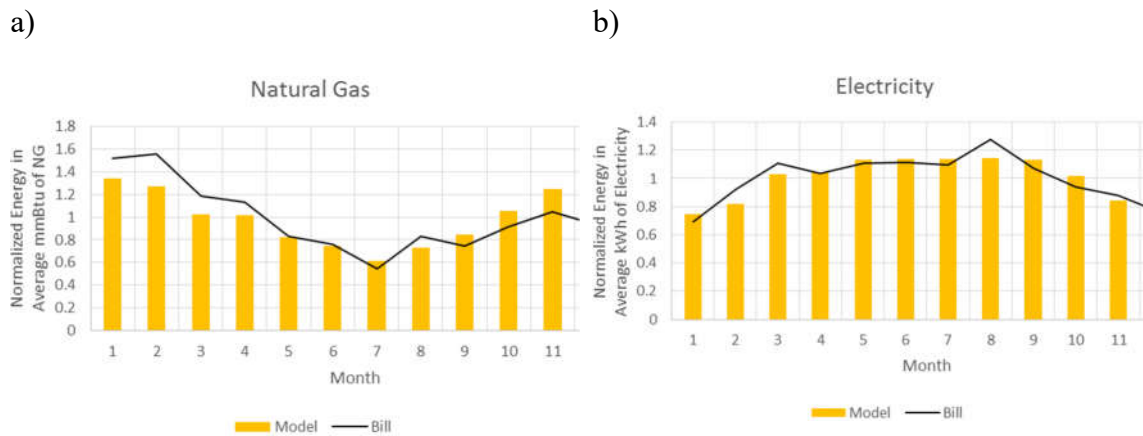 a)
Natural Gas
Normalized Energy in
Average mmBtu of NG
1.8
1.6
1.4
1.2
1
0.8
0.6
0.4
0.2
0
1 2 3 4 5 6 7 8 9 10 11
Month
Model Bill
b)
Electricity
Normalized Energy in
Average kWh of Electricity
1.4
1.2
1
0.8
0.6
0.4
0.2
0
1 2 3 4 5 6 7 8 9 10 11
Month
Model Bill